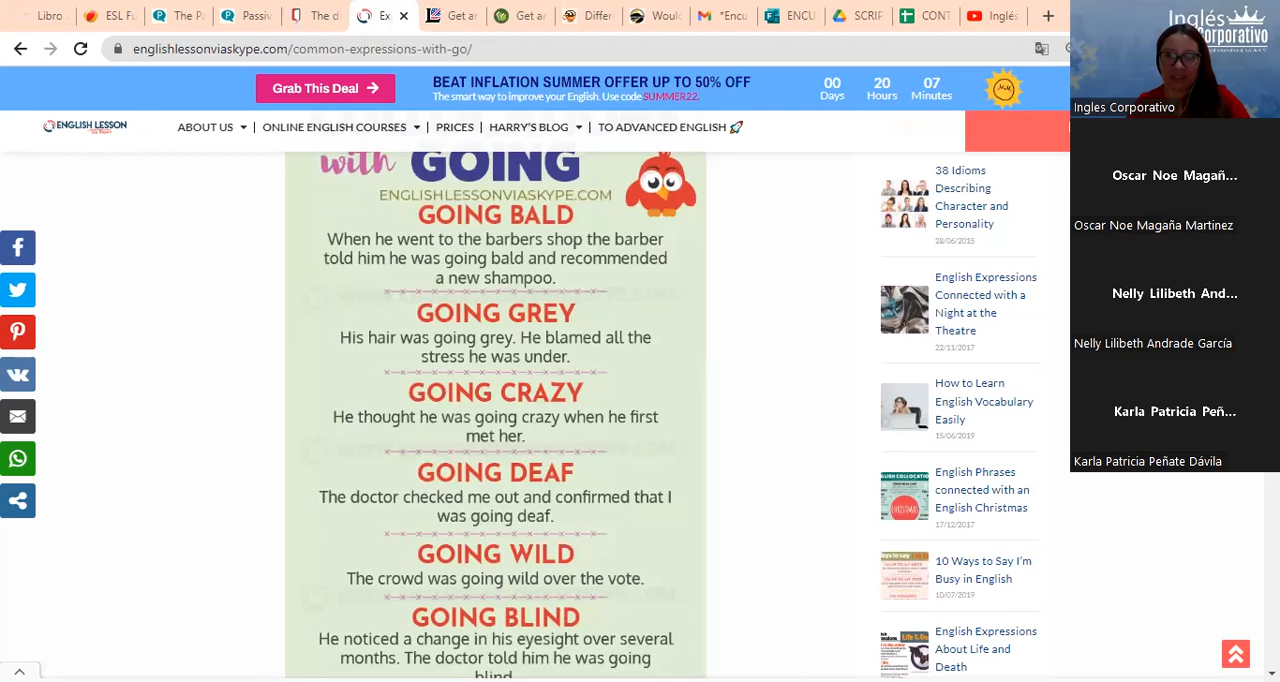 Libro
ESL Fu
The Pa
Passiv
The di
Ex
Get a
Get a
Differ
Woul
*Encu
ENCU
SCRIP
CONT
Inglés
englishlessonviaskype.com/common-expressions-with-go/
Grab This Deal →
BEAT INFLATION SUMMER OFFER UP TO 50% OFF
The smart way to improve your English. Use code SUMMER22.
00 20 07
Days Hours Minutes
ENGLISH LESSON
ABOUT US | ONLINE ENGLISH COURSES | PRICES | HARRY'S BLOG | TO ADVANCED ENGLISH
with GOING
ENGLISHLESSONVIASKYPE.COM
GOING BALD
When he went to the barbers shop the barber
told him he was going bald and recommended
a new shampoo.
GOING GREY
His hair was going grey. He blamed all the
stress he was under.
GOING CRAZY
He thought he was going crazy when he first
met her.
GOING DEAF
The doctor checked me out and confirmed that I
was going deaf.
GOING WILD
The crowd was going wild over the vote.
GOING BLIND
He noticed a change in his eyesight over several
months. The doctor told him he was going
blind.
38 Idioms
Describing
Character and
Personality
28/06/2015
English Expressions
Connected with a
Night at the
Theatre
22/11/2017
How to Learn
English Vocabulary
Easily
15/06/2019
English Phrases
connected with an
English Christmas
17/12/2017
10 Ways to Say I'm
Busy in English
10/07/2019
English Expressions
About Life and
Death
Inglés
Corporativo
Ingles Corporativo
Oscar Noe Magañ...
Oscar Noe Magaña Martinez
Nelly Lilibeth And...
Nelly Lilibeth Andrade García
Karla Patricia Peñ...
Karla Patricia Peñate Dávila